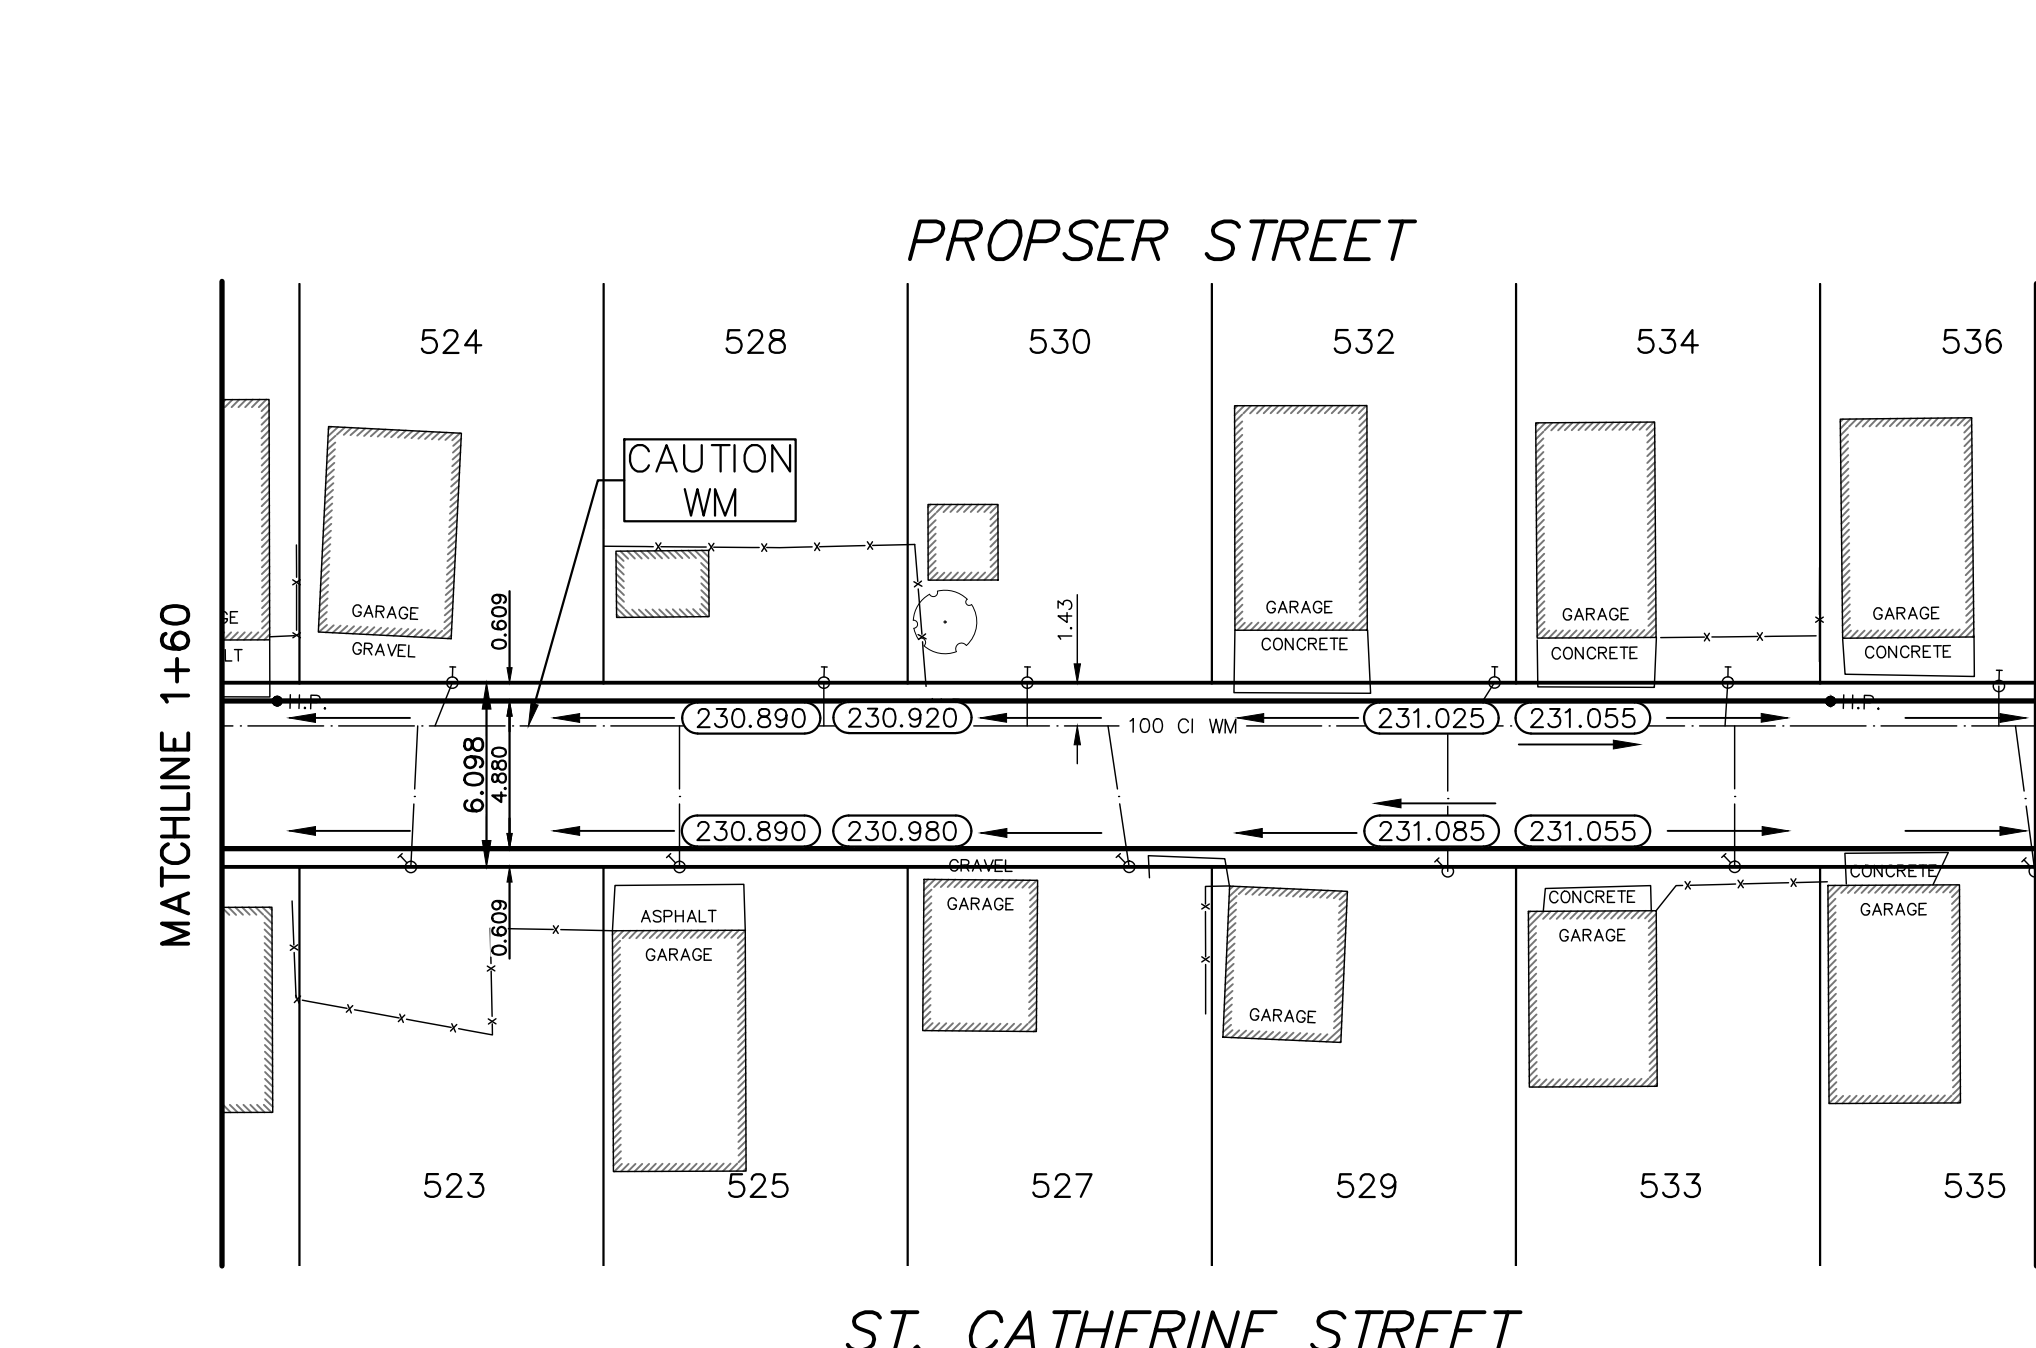 PROPSER STREET
524 528 530 532 534 536
CAUTION
WM
GARAGE
GRAVEL
GARAGE
CONCRETE
GARAGE
CONCRETE
GARAGE
CONCRETE
GE
LT
0.609
1.43
MATCHLINE 1+60
H.P.
H.P.
230.890 230.920 100 CI WM 231.025 231.055
6.098
4.880
230.890 230.980 231.085 231.055
0.609
ASPHALT
GARAGE
GRAVEL
GARAGE
GARAGE
CONCRETE
GARAGE
CONCRETE
GARAGE
523 525 527 529 533 535
ST. CATHERINE STREET